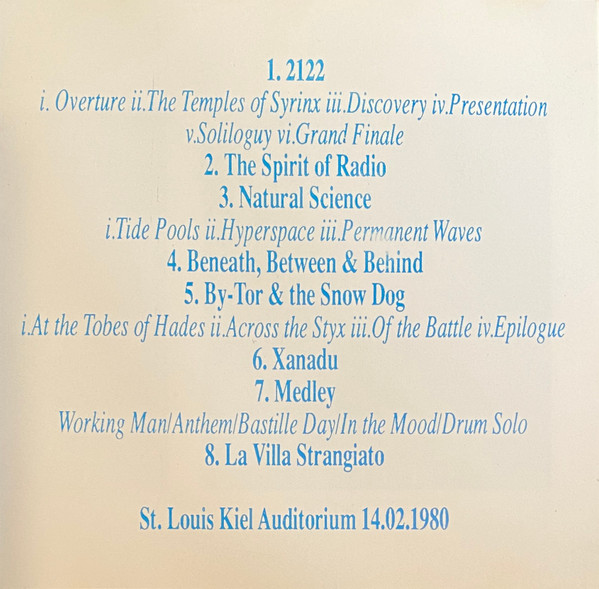 1. 2122
i. Overture ii.The Temples of Syrinx iii.Discovery iv.Presentation
v.Soliloguy vi.Grand Finale
2. The Spirit of Radio
3. Natural Science
i.Tide Pools ii.Hyperspace iii.Permanent Waves
4. Beneath, Between & Behind
5. By-Tor & the Snow Dog
i.At the Tobes of Hades ii.Across the Styx iii.Of the Battle iv.Epilogue
6. Xanadu
7. Medley
Working Man/Anthem/Bastille Day/In the Mood/Drum Solo
8. La Villa Strangiato
St. Louis Kiel Auditorium 14.02.1980